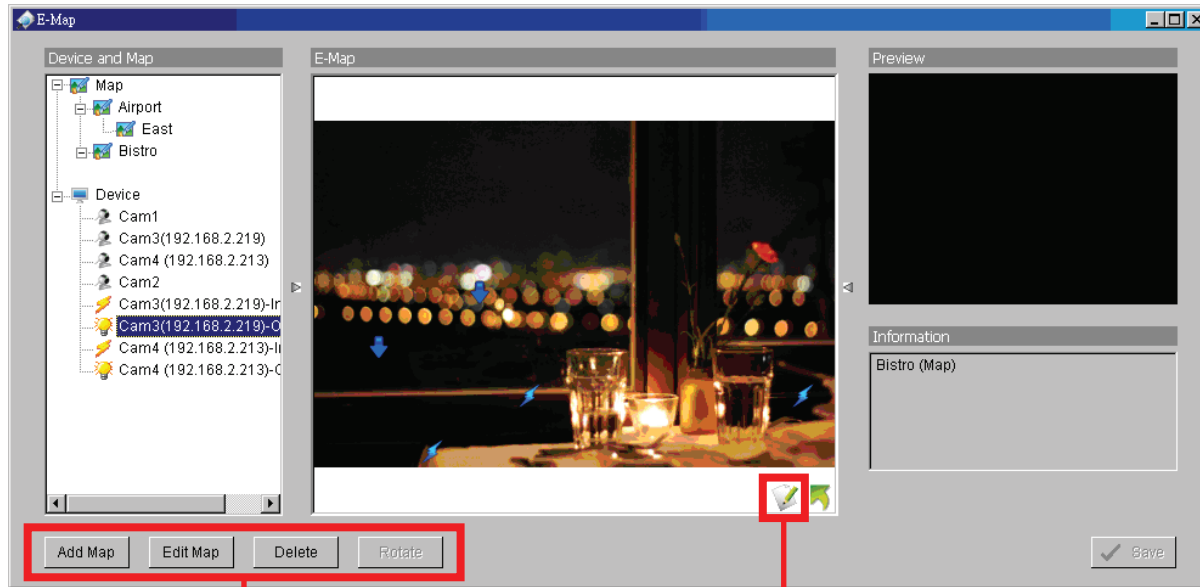 E-Map
Device and Map
Map
Airport
East
Bistro
Device
Cam1
Cam3(192.168.2.219)
Cam4 (192.168.2.213)
Cam2
Cam3(192.168.2.219)-In
Cam3(192.168.2.219)-O
Cam4 (192.168.2.213)-In
Cam4 (192.168.2.213)-O
E-Map
Preview
Information
Bistro (Map)
Add Map
Edit Map
Delete
Rotate
Save